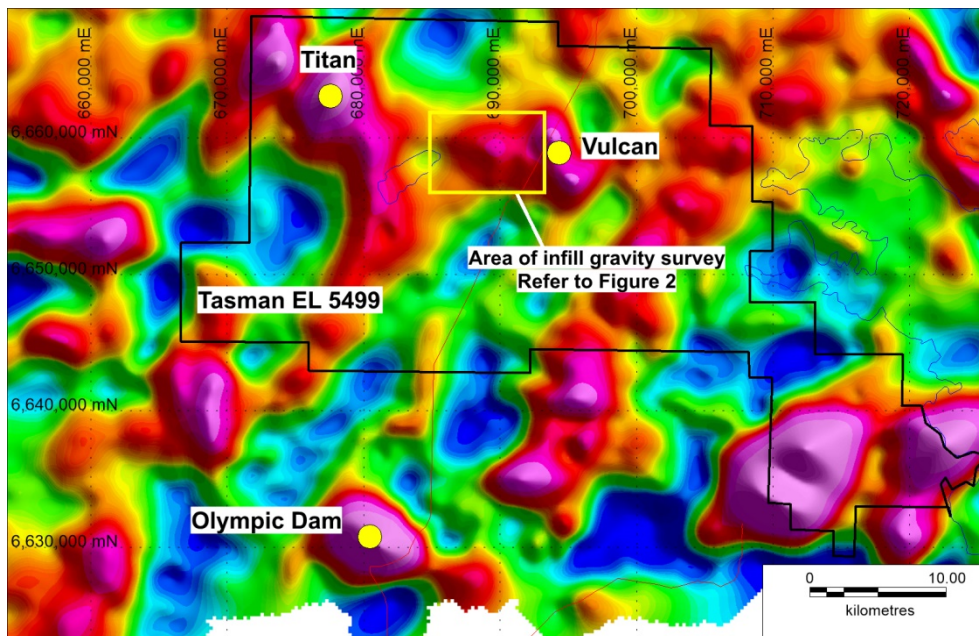 660,000 mE
670,000 mE
680,000 mE
690,000 mE
700,000 mE
710,000 mE
720,000 mE
Titan
6,660,000 mN
Vulcan
Area of infill gravity survey
Refer to Figure 2
6,650,000 mN
Tasman EL 5499
6,640,000 mN
Olympic Dam
6,630,000 mN
0 10.00
kilometres